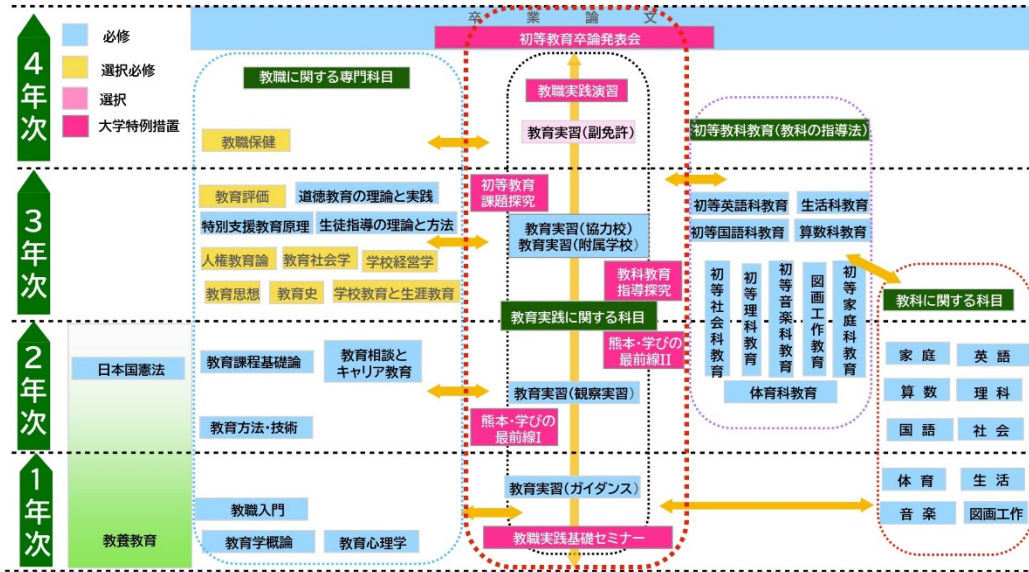 卒業論文
初等教育卒論発表会
4年次
必修
選択必修
選択
大学特例措置
教職に関する専門科目
教職実践演習
教職保健
教育実習(副免許)
初等教科教育(教科の指導法)
3年次
教育評価
道徳教育の理論と実践
特別支援教育原理
生徒指導の理論と方法
人権教育論
教育社会学
学校経営学
教育思想
教育史
学校教育と生涯教育
初等教育
課題探究
教育実習(協力校)
教育実習(附属学校)
教科教育
指導探究
教育実践に関する科目
初等英語科教育
生活科教育
初等国語科教育
算数科教育
初等社会科教育
初等理科教育
初等音楽科教育
図画工作教育
初等家庭科教育
体育科教育
教科に関する科目
2年次
日本国憲法
教育課程基礎論
教育相談と
キャリア教育
教育方法・技術
熊本・学びの
最前線II
教育実習(観察実習)
熊本・学びの
最前線I
家庭
英語
算数
理科
国語
社会
1年次
教養教育
教職入門
教育学概論
教育心理学
教育実習(ガイダンス)
教職実践基礎セミナー
体育
生活
音楽
図画工作